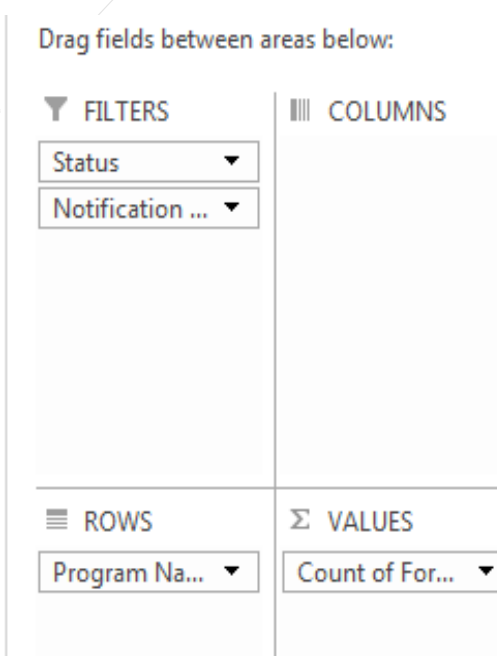 Drag fields between areas below:
FILTERS
COLUMNS
Status
Notification ...
ROWS
Σ VALUES
Program Na...
Count of For...